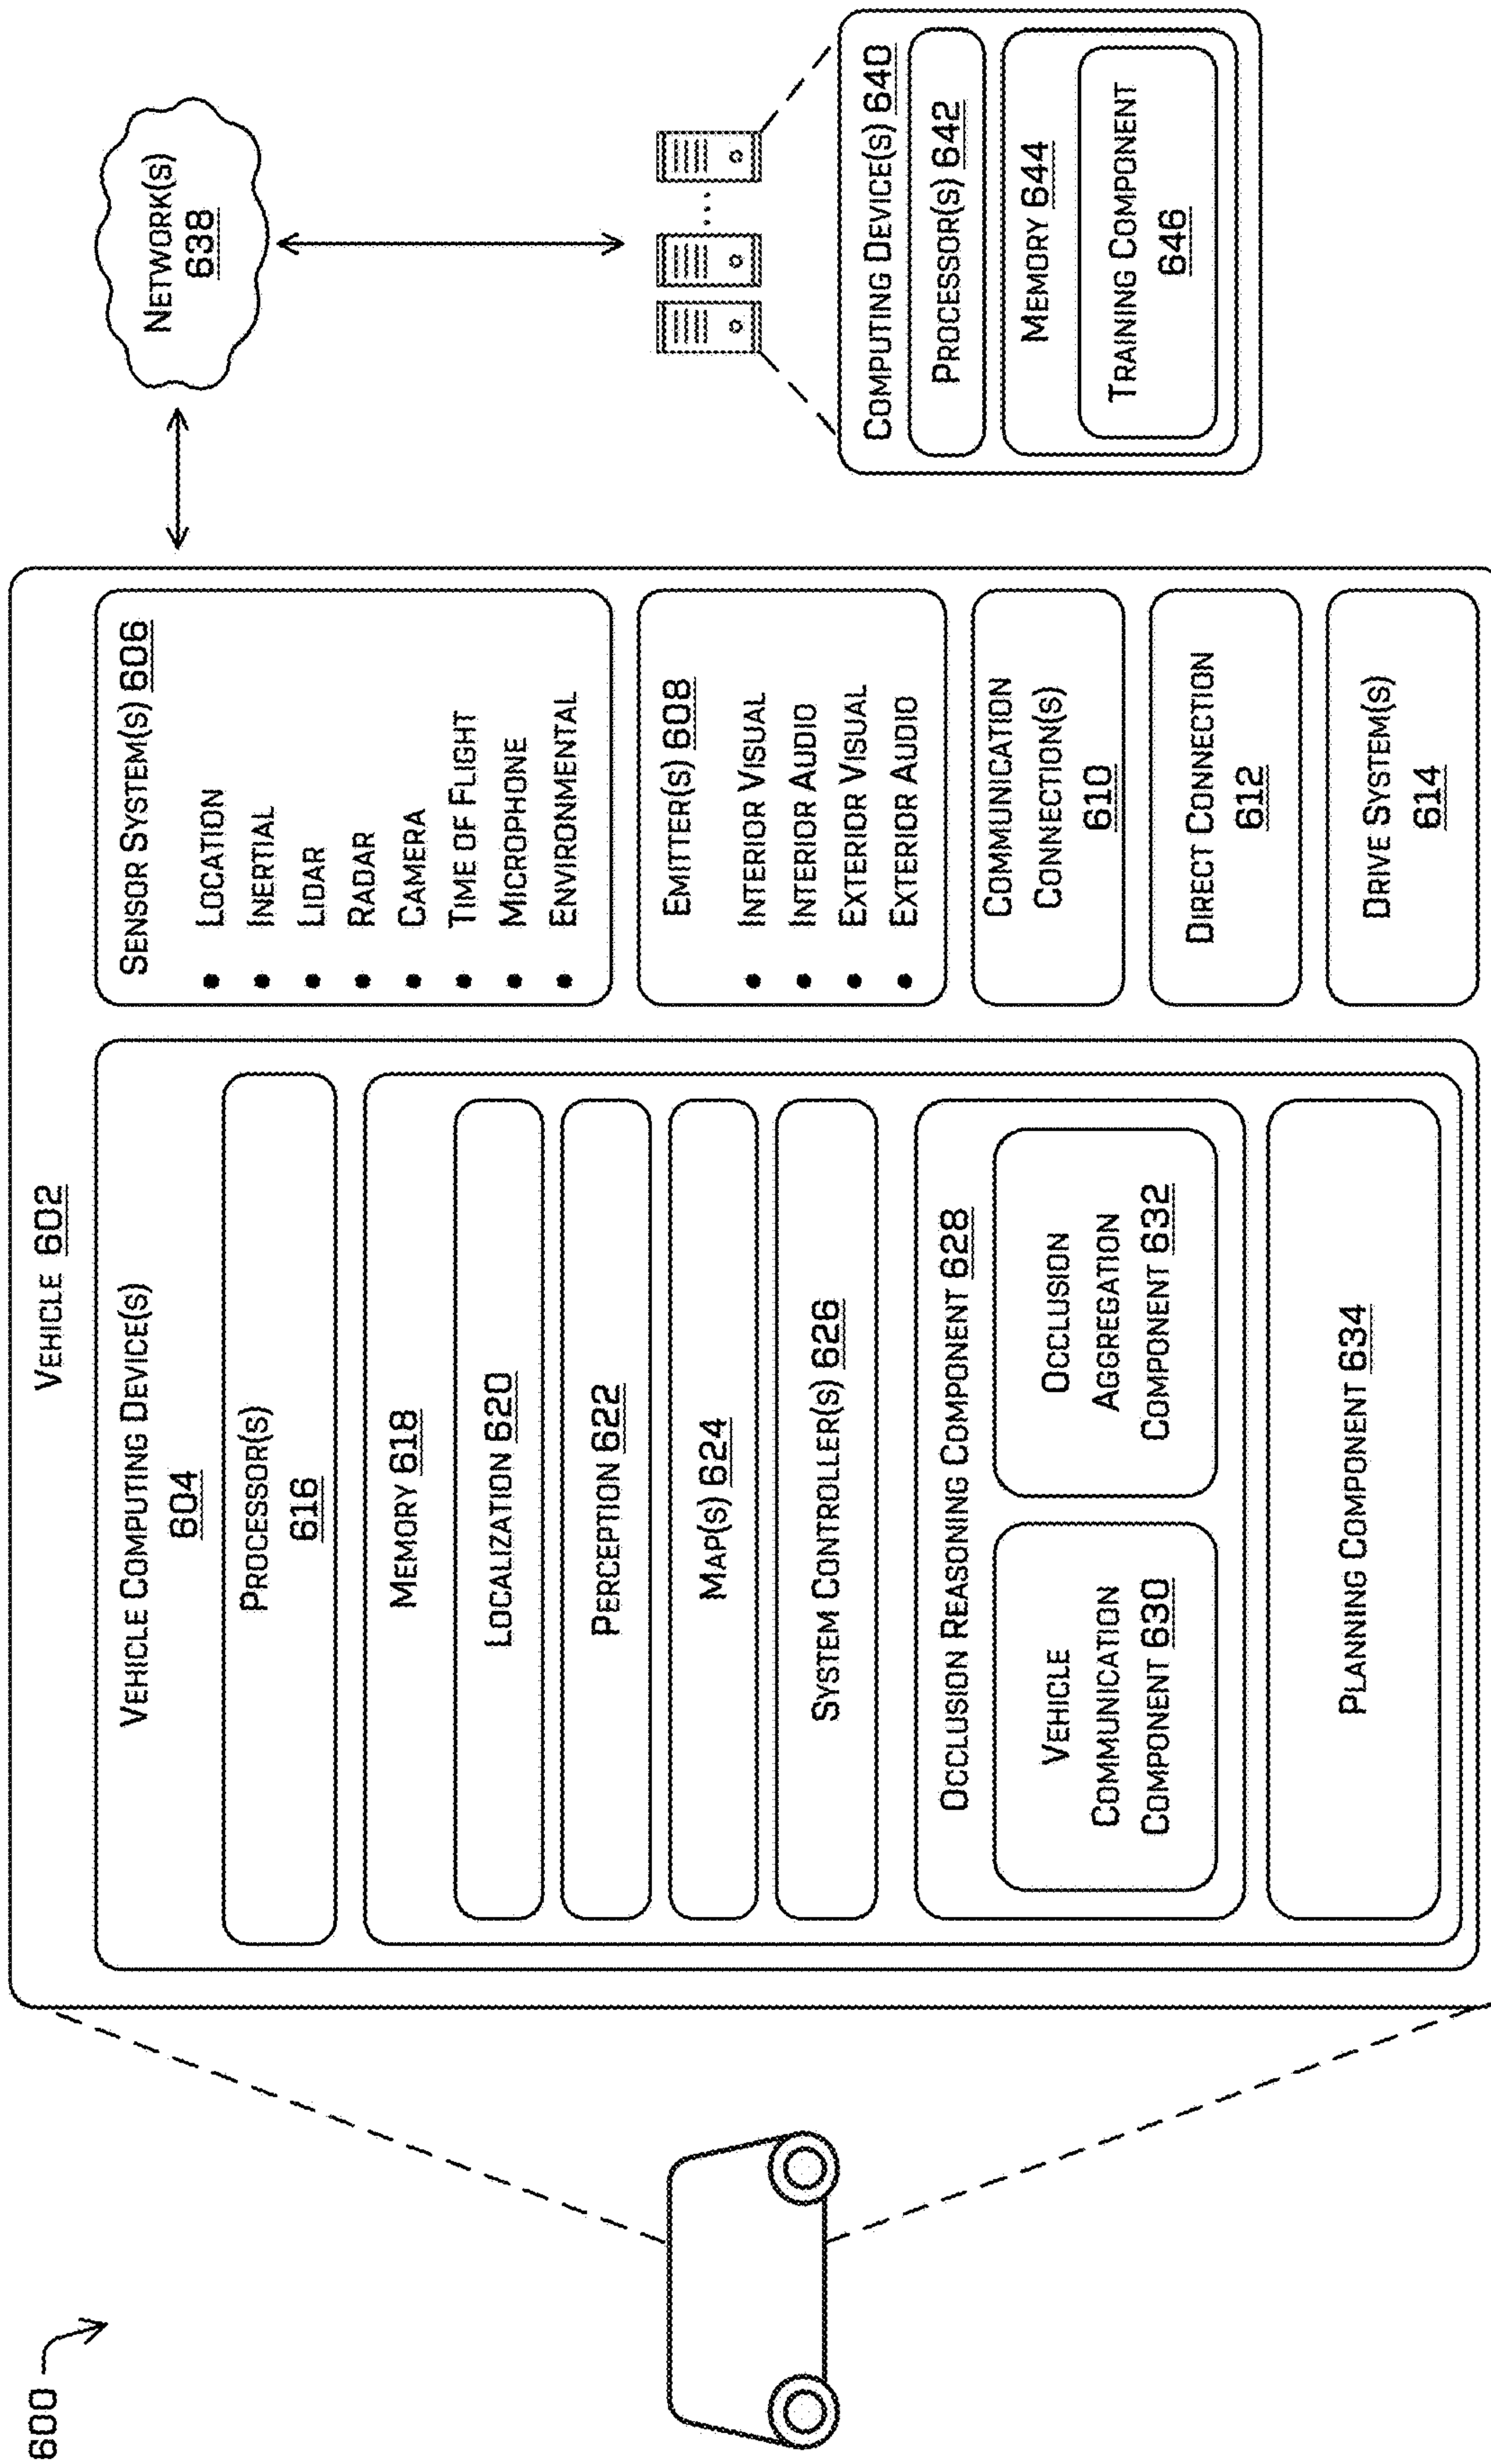 600
VEHICLE 602
VEHICLE COMPUTING DEVICE(S)
604
PROCESSOR(S)
616
MEMORY 618
LOCALIZATION 620
PERCEPTION 622
MAP(S) 624
SYSTEM CONTROLLER(S) 626
OCCLUSION REASONING COMPONENT 628
VEHICLE
COMMUNICATION
COMPONENT 630
OCCLUSION
AGGREGATION
COMPONENT 632
PLANNING COMPONENT 634
SENSOR SYSTEM(S) 606
• LOCATION
• INERTIAL
• LIDAR
• RADAR
• CAMERA
• TIME OF FLIGHT
• MICROPHONE
• ENVIRONMENTAL
EMITTER(S) 608
• INTERIOR VISUAL
• INTERIOR AUDIO
• EXTERIOR VISUAL
• EXTERIOR AUDIO
COMMUNICATION
CONNECTION(S)
610
DIRECT CONNECTION
612
DRIVE SYSTEM(S)
614
NETWORK(S)
638
...
COMPUTING DEVICE(S) 640
PROCESSOR(S) 642
MEMORY 644
TRAINING COMPONENT
646